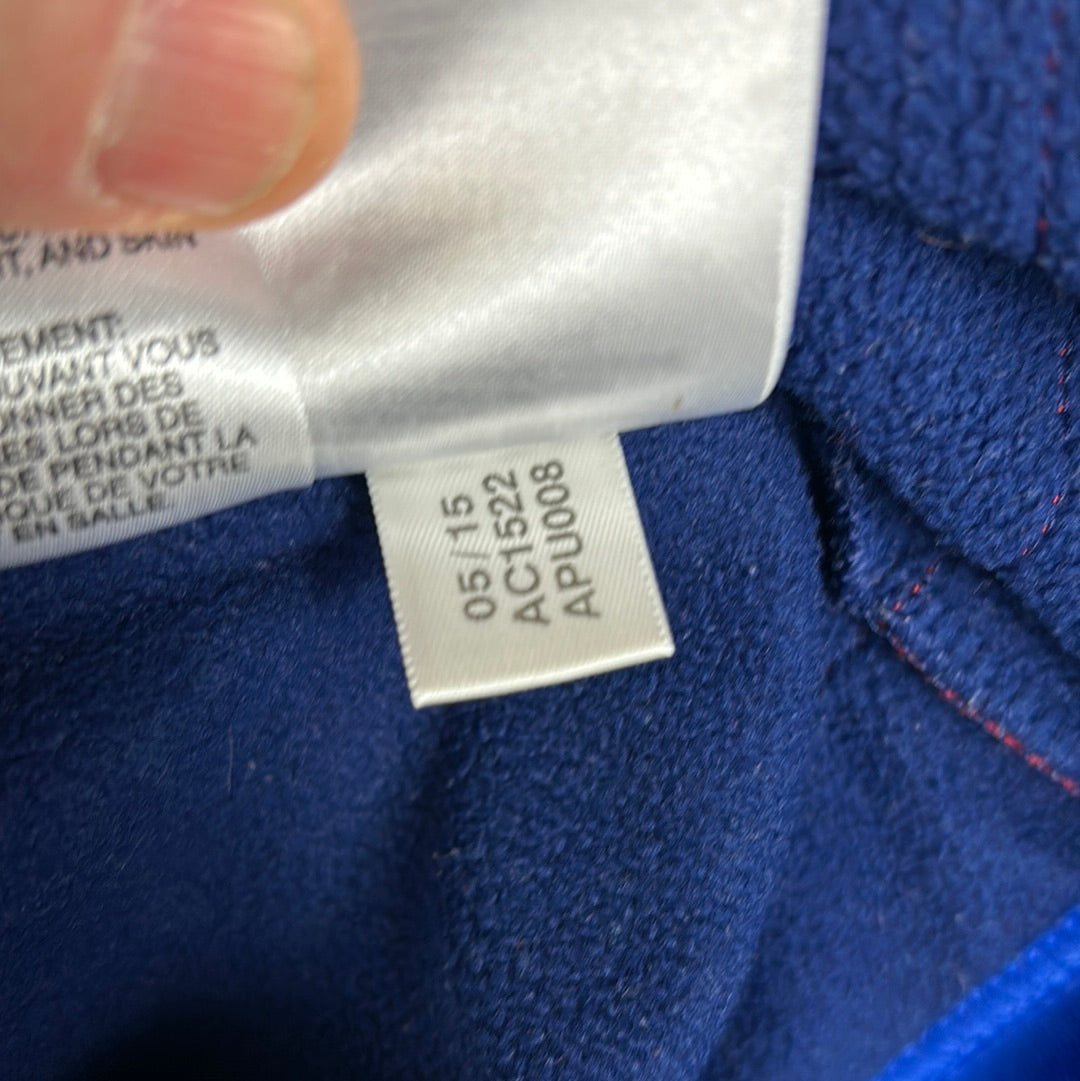 T, AND SKIN
EMENT:
UVANT VOUS
ONNER DES
ES LORS DE
DE PENDANT LA
OUE DE VOTRE
EN SALLE.
05/15
AC1522
APU008